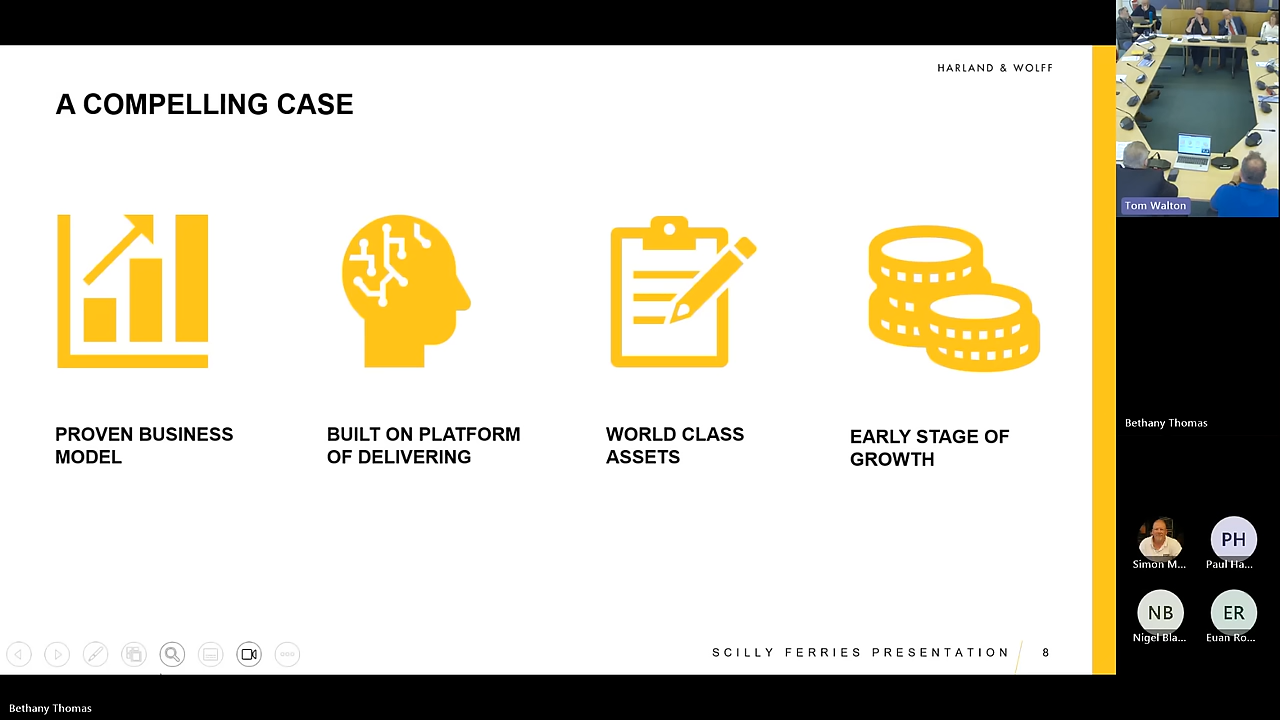 HARLAND & WOLFF
A COMPELLING CASE
PROVEN BUSINESS
MODEL
BUILT ON PLATFORM
OF DELIVERING
WORLD CLASS
ASSETS
EARLY STAGE OF
GROWTH
SCILLY FERRIES PRESENTATION
8
Tom Walton
Bethany Thomas
PH
Simon M...
Paul Ha...
NB
ER
Nigel Bla...
Euan Ro...
Bethany Thomas